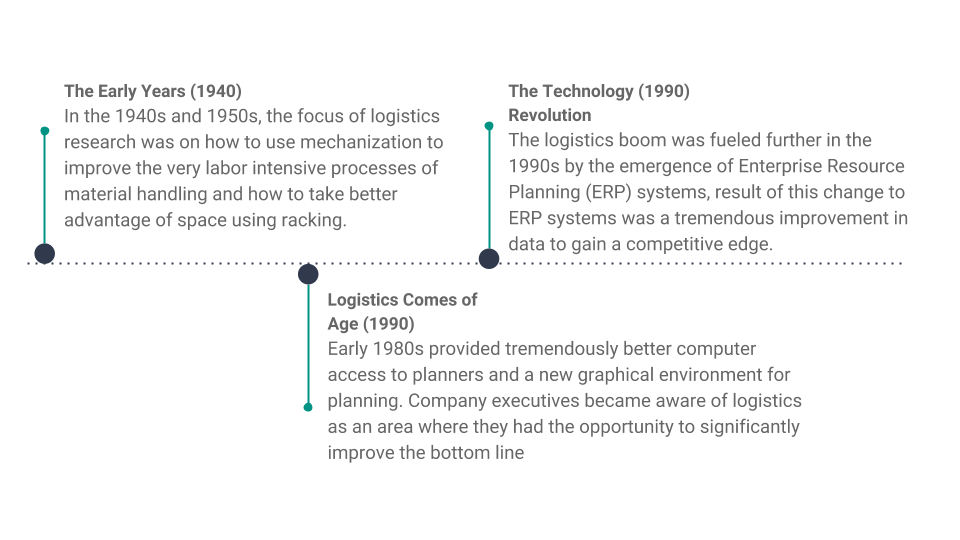 The Early Years (1940)
In the 1940s and 1950s, the focus of logistics
research was on how to use mechanization to
improve the very labor intensive processes of
material handling and how to take better
advantage of space using racking.
Logistics Comes of
Age (1990)
Early 1980s provided tremendously better computer
access to planners and a new graphical environment for
planning. Company executives became aware of logistics
as an area where they had the opportunity to significantly
improve the bottom line
The Technology (1990)
Revolution
The logistics boom was fueled further in the
1990s by the emergence of Enterprise Resource
Planning (ERP) systems, result of this change to
ERP systems was a tremendous improvement in
data to gain a competitive edge.